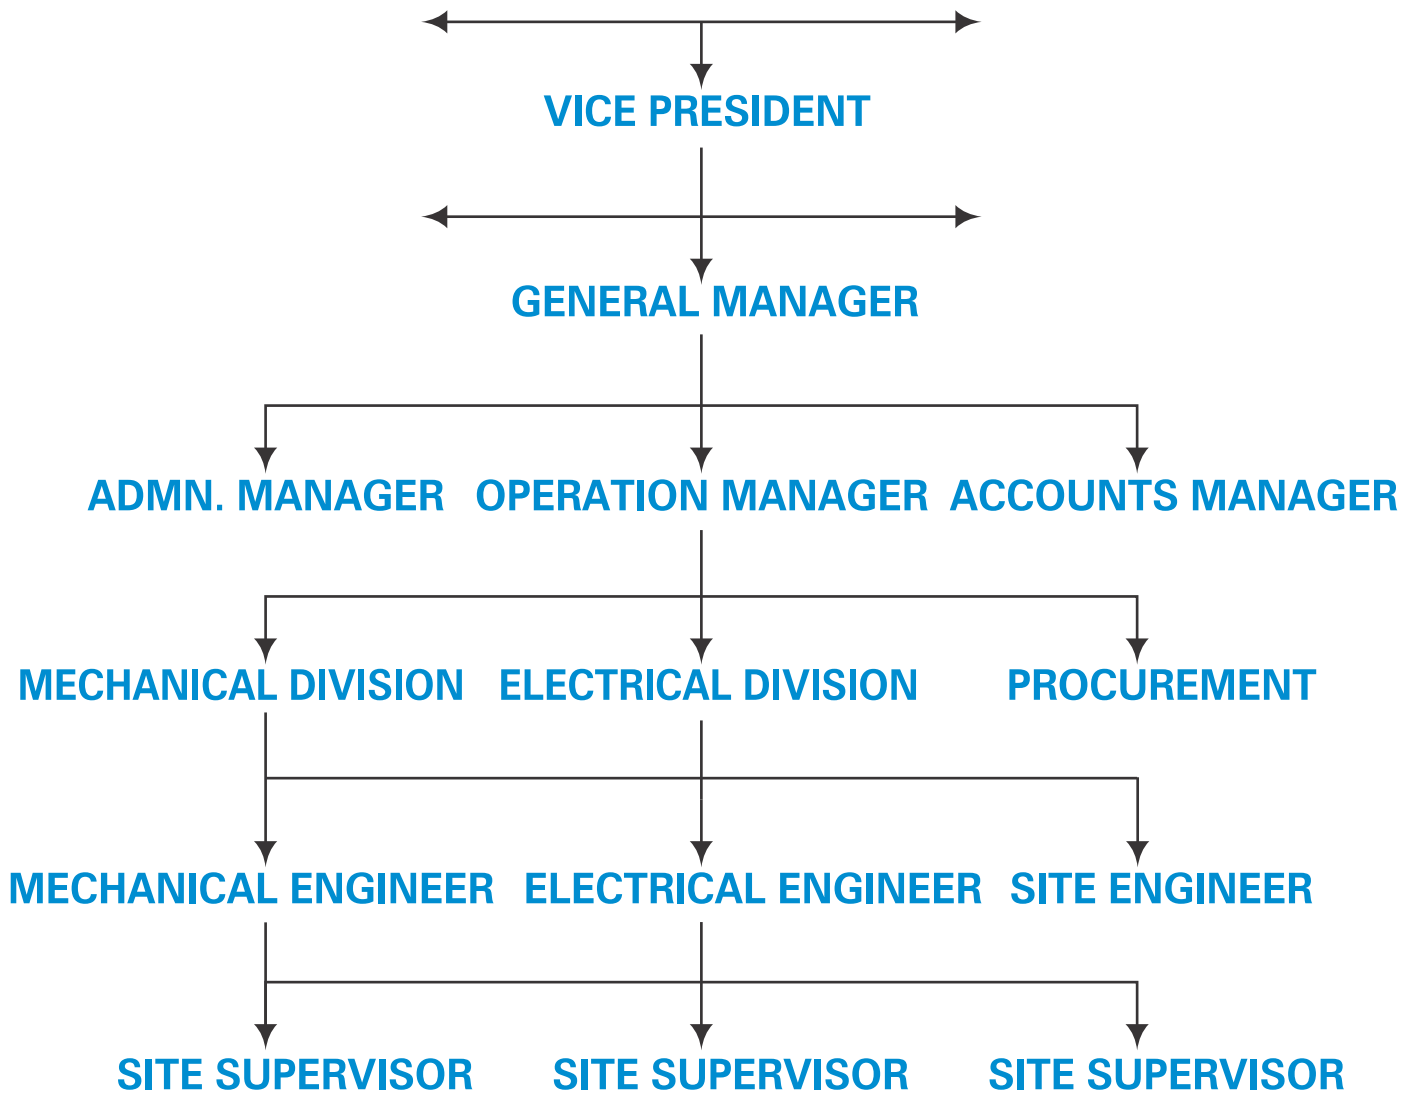 VICE PRESIDENT
GENERAL MANAGER
ADMN. MANAGER OPERATION MANAGER ACCOUNTS MANAGER
MECHANICAL DIVISION ELECTRICAL DIVISION PROCUREMENT
MECHANICAL ENGINEER ELECTRICAL ENGINEER SITE ENGINEER
SITE SUPERVISOR SITE SUPERVISOR SITE SUPERVISOR